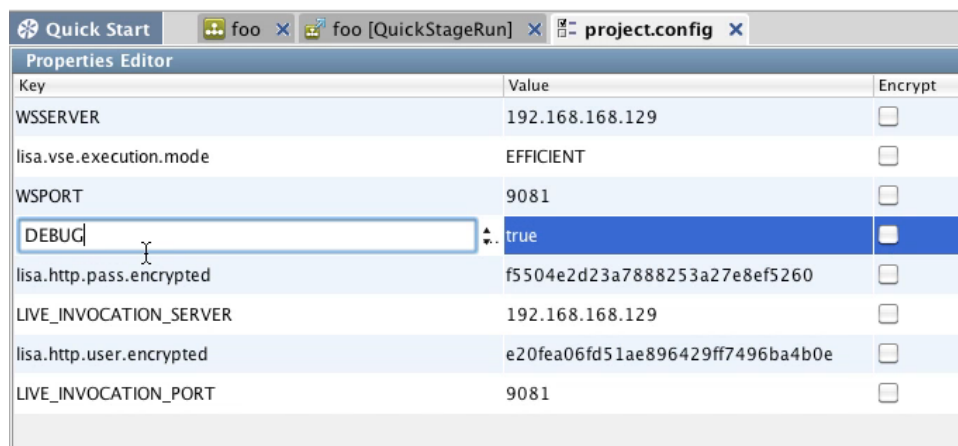 Quick Start foo foo [QuickStageRun] project.config
Properties Editor
Key Value Encrypt
WSSERVER 192.168.168.129
lisa.vse.execution.mode EFFICIENT
WSPORT 9081
DEBUG true
lisa.http.pass.encrypted f5504e2d23a7888253a27e8ef5260
LIVE_INVOCATION_SERVER 192.168.168.129
lisa.http.user.encrypted e20fea06fd51ae896429ff7496ba4b0e
LIVE_INVOCATION_PORT 9081